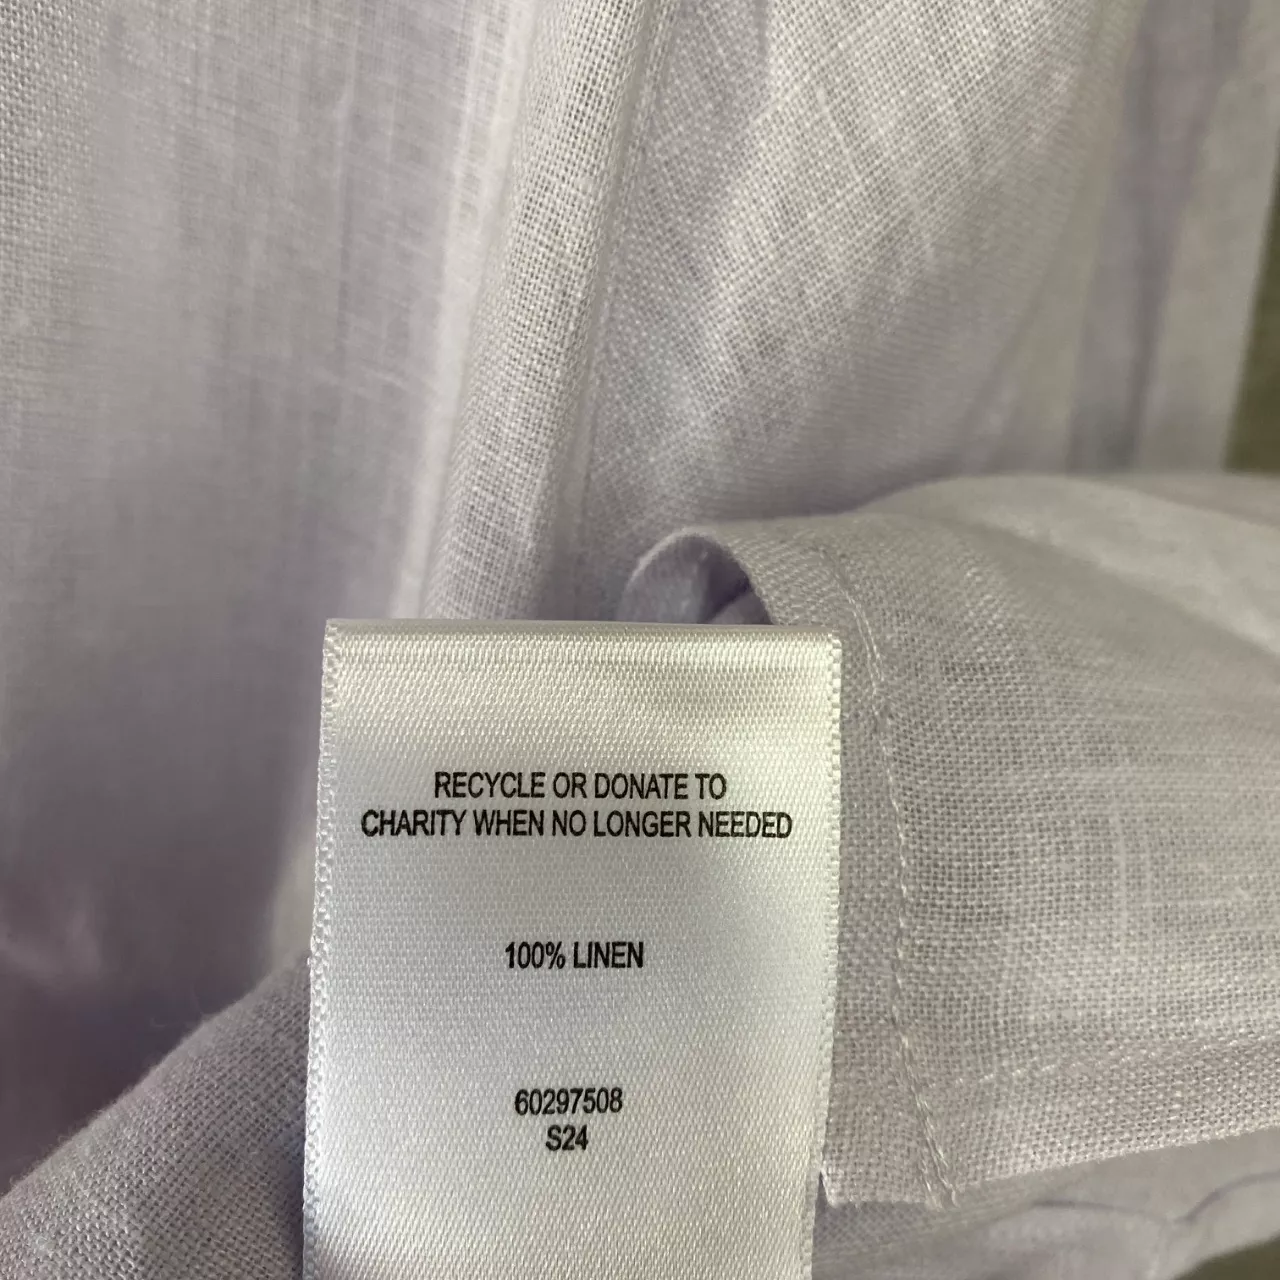 RECYCLE OR DONATE TO
CHARITY WHEN NO LONGER NEEDED
100% LINEN
60297508
S24